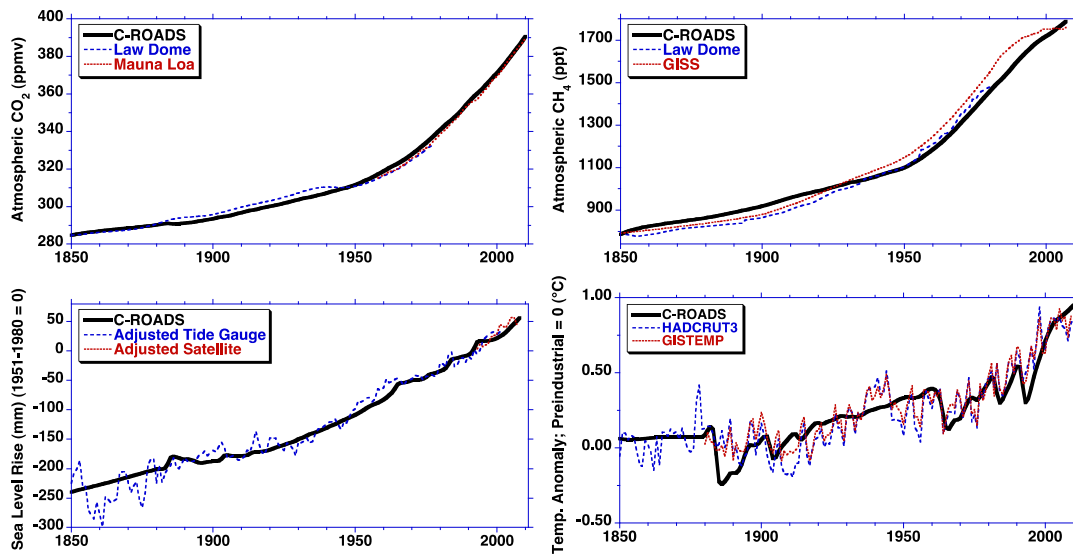 Atmospheric CO2 (ppmv)
400
380
360
340
320
300
280
C-ROADS
Law Dome
Mauna Loa
1850
1900
1950
2000
Atmospheric CH4 (ppt)
1700
1500
1300
1100
900
C-ROADS
Law Dome
GISS
1850
1900
1950
2000
Sea Level Rise (mm) (1951-1980 = 0)
50
0
-50
-100
-150
-200
-250
-300
C-ROADS
Adjusted Tide Gauge
Adjusted Satellite
1850
1900
1950
2000
Temp. Anomaly: Preindustrial = 0 (°C)
1.00
0.50
0.00
-0.50
C-ROADS
HADCRUT3
GISTEMP
1850
1900
1950
2000